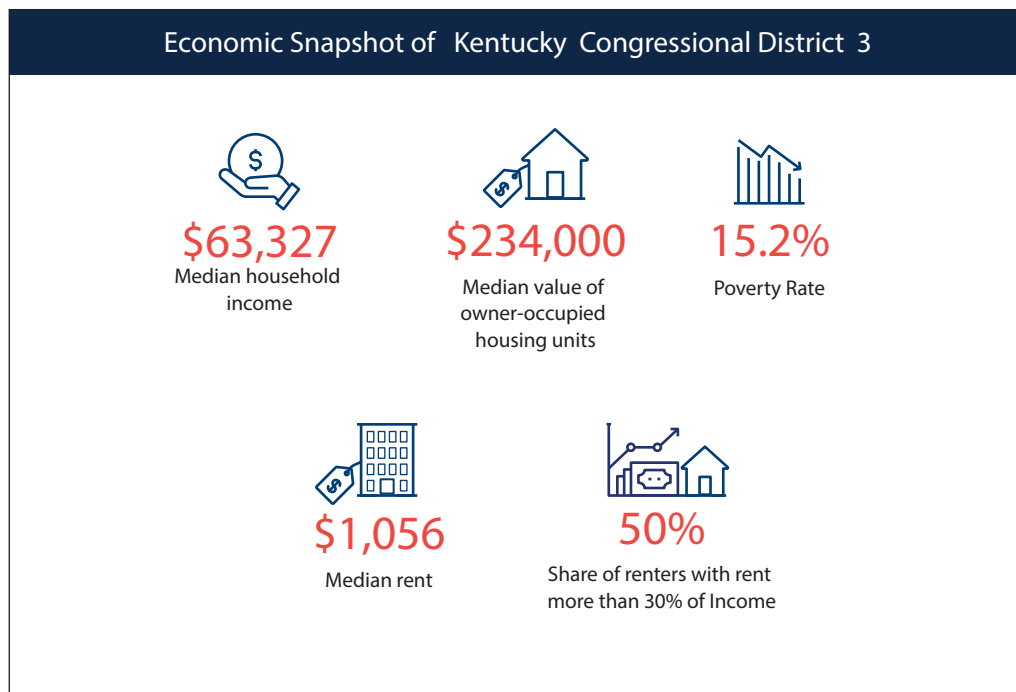 Economic Snapshot of Kentucky Congressional District 3
$63,327
Median household
income
$234,000
Median value of
owner-occupied
housing units
15.2%
Poverty Rate
$1,056
Median rent
50%
Share of renters with rent
more than 30% of Income